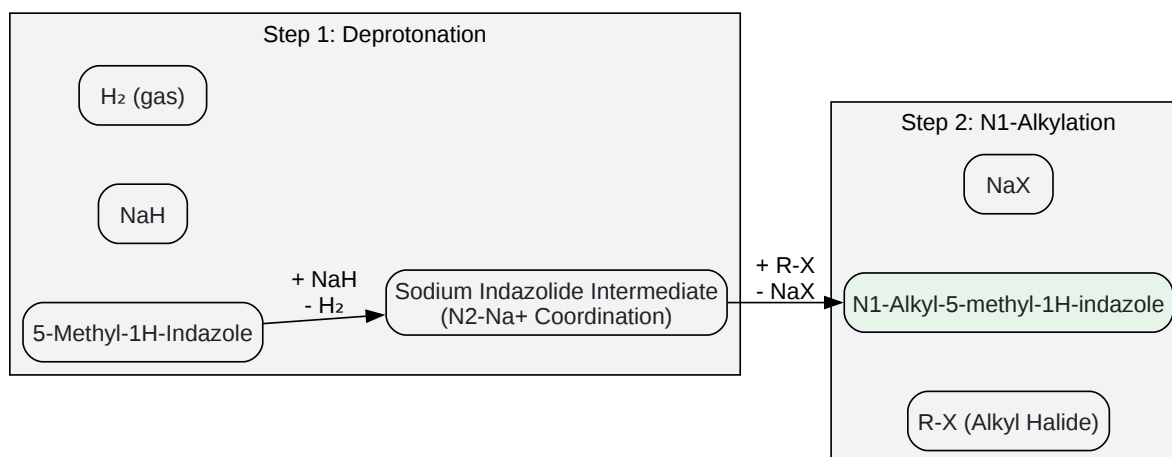 Step 1: Deprotonation
H₂ (gas)
NaH
5-Methyl-1H-Indazole
+ NaH
- H₂
Sodium Indazolide Intermediate
(N2-Na+ Coordination)
+ R-X
- NaX
Step 2: N1-Alkylation
NaX
N1-Alkyl-5-methyl-1H-indazole
R-X (Alkyl Halide)